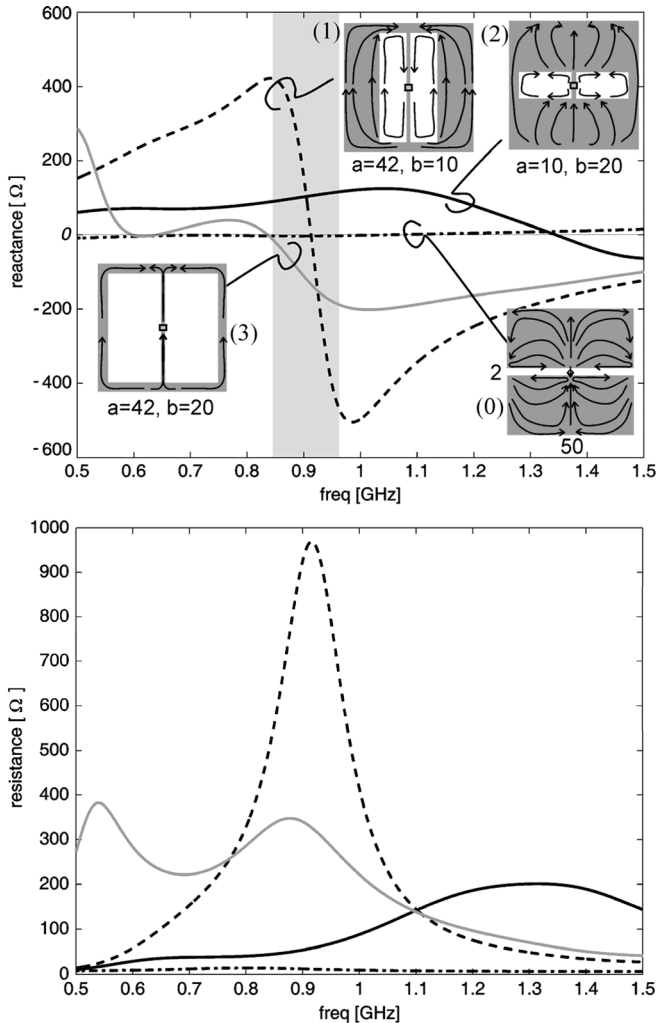 600
400
200
0
-200
-400
-600
reactance [ Ω ]
(1)
a=42, b=10
(2)
a=10, b=20
(3)
a=42, b=20
2
(0)
50
0.5 0.6 0.7 0.8 0.9 1 1.1 1.2 1.3 1.4 1.5
freq [GHz]
1000
900
800
700
600
500
400
300
200
100
0
resistance [ Ω ]
0.5 0.6 0.7 0.8 0.9 1 1.1 1.2 1.3 1.4 1.5
freq [GHz]